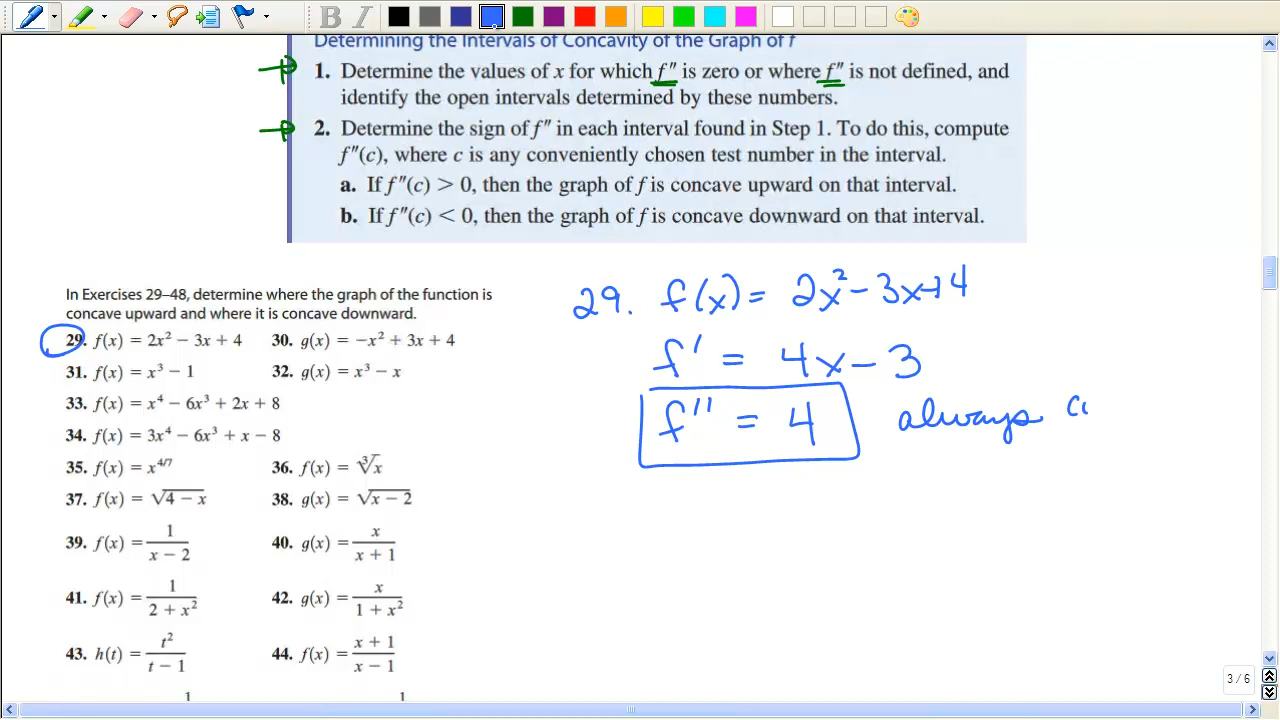 Determining the Intervals of Concavity of the Graph of f
1. Determine the values of x for which f″ is zero or where f″ is not defined, and
identify the open intervals determined by these numbers.
2. Determine the sign of f″ in each interval found in Step 1. To do this, compute
f″(c), where c is any conveniently chosen test number in the interval.
a. If f″(c) > 0, then the graph of f is concave upward on that interval.
b. If f″(c) < 0, then the graph of f is concave downward on that interval.
In Exercises 29–48, determine where the graph of the function is
concave upward and where it is concave downward.
29. f(x) = 2x² − 3x + 4 30. g(x) = −x² + 3x + 4
31. f(x) = x³ − 1 32. g(x) = x³ − x
33. f(x) = x⁴ − 6x³ + 2x + 8
34. f(x) = 3x⁴ − 6x³ + x − 8
35. f(x) = x^4/7 36. f(x) = ∛x
37. f(x) = √4 − x 38. g(x) = √x − 2
39. f(x) = 1/x − 2 40. g(x) = x/x + 1
41. f(x) = 1/2 + x² 42. g(x) = x/1 + x²
43. h(t) = t²/t − 1 44. f(x) = x + 1/x − 1
1 1
29. f(x) = 2x² − 3x + 4
f' = 4x − 3
f'' = 4 always c
3 / 6